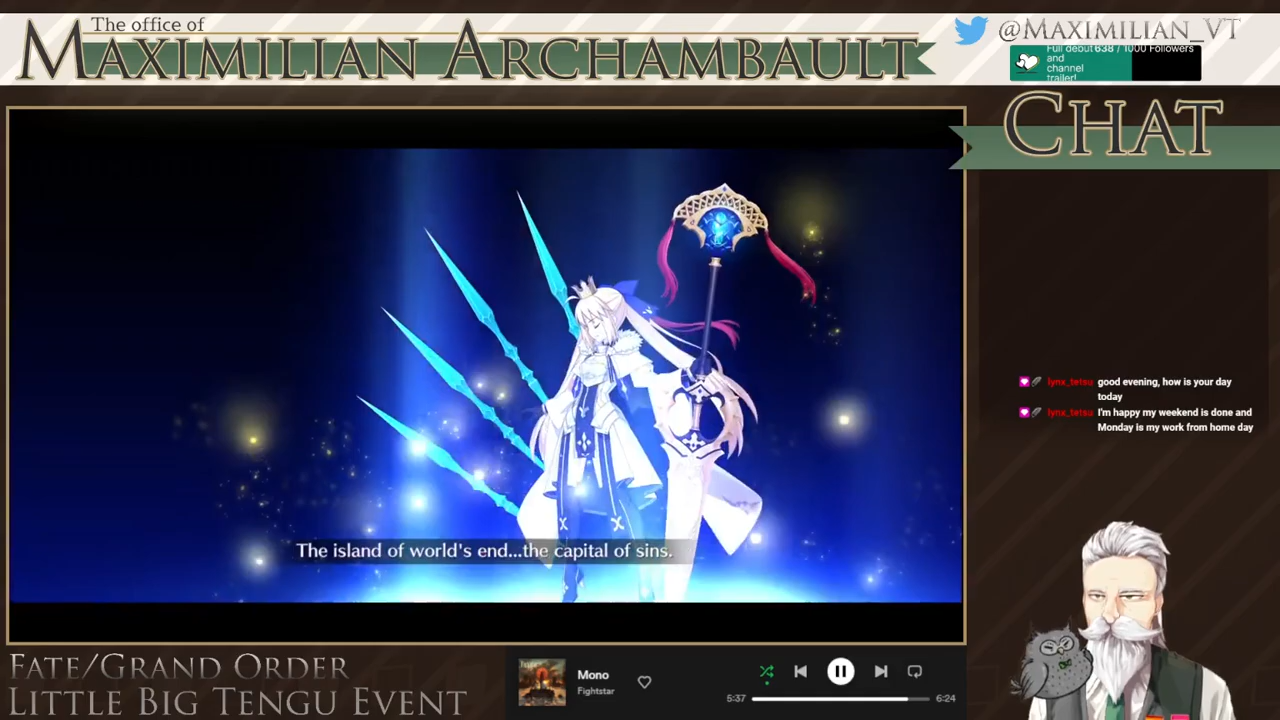 The office of
MAXIMILIAN ARCHAMBAULT
@MAXIMILIAN_VT
Full debut 638 / 1000 Followers
and
channel
trailer!
CHAT
lynx_tetsu good evening, how is your day
today
lynx_tetsu I'm happy my weekend is done and
Monday is my work from home day
The island of world's end...the capital of sins.
FATE/GRAND ORDER
LITTLE BIG TENGU EVENT
Mono
Fightstar
5:37
6:24